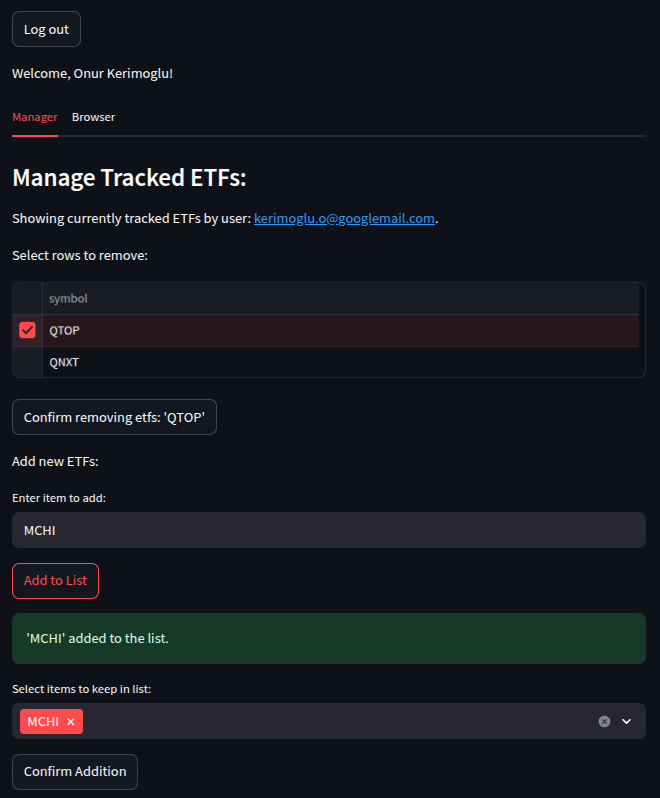 Log out
Welcome, Onur Kerimoglu!
Manager Browser
Manage Tracked ETFs:
Showing currently tracked ETFs by user: kerimoglu.o@googlemail.com.
Select rows to remove:
symbol
QTOP
QNXT
Confirm removing etfs: 'QTOP'
Add new ETFs:
Enter item to add:
MCHI
Add to List
'MCHI' added to the list.
Select items to keep in list:
MCHI
Confirm Addition